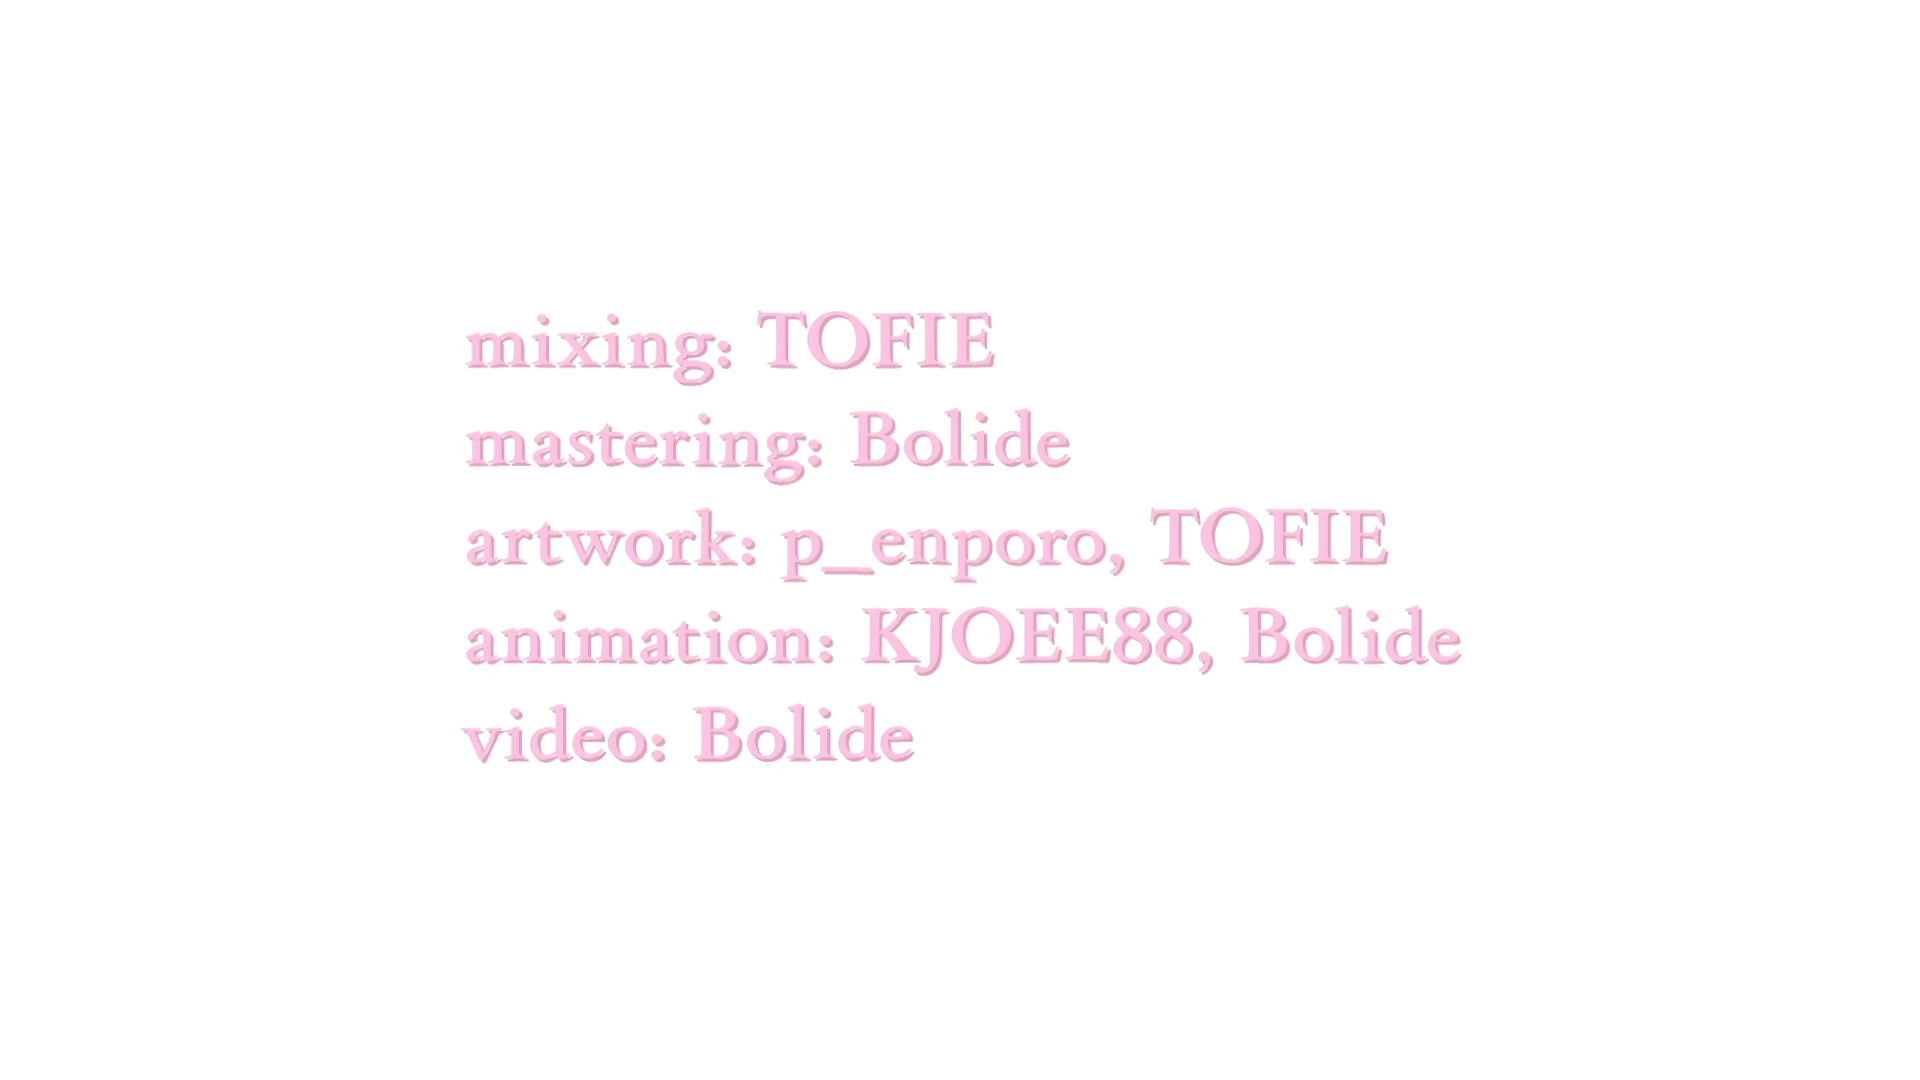 mixing: TOFIE
mastering: Bolide
artwork: p_enporo, TOFIE
animation: KJOEE88, Bolide
video: Bolide